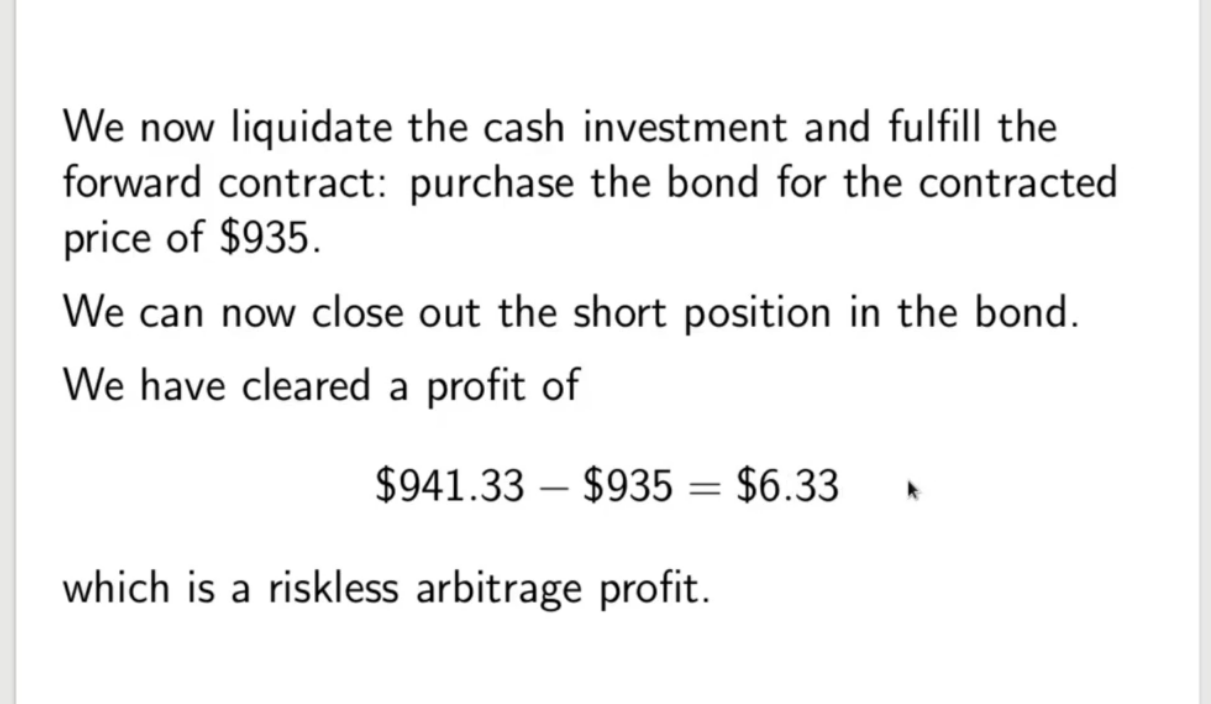 We now liquidate the cash investment and fulfill the
forward contract: purchase the bond for the contracted
price of $935.
We can now close out the short position in the bond.
We have cleared a profit of
$941.33 – $935 = $6.33
which is a riskless arbitrage profit.